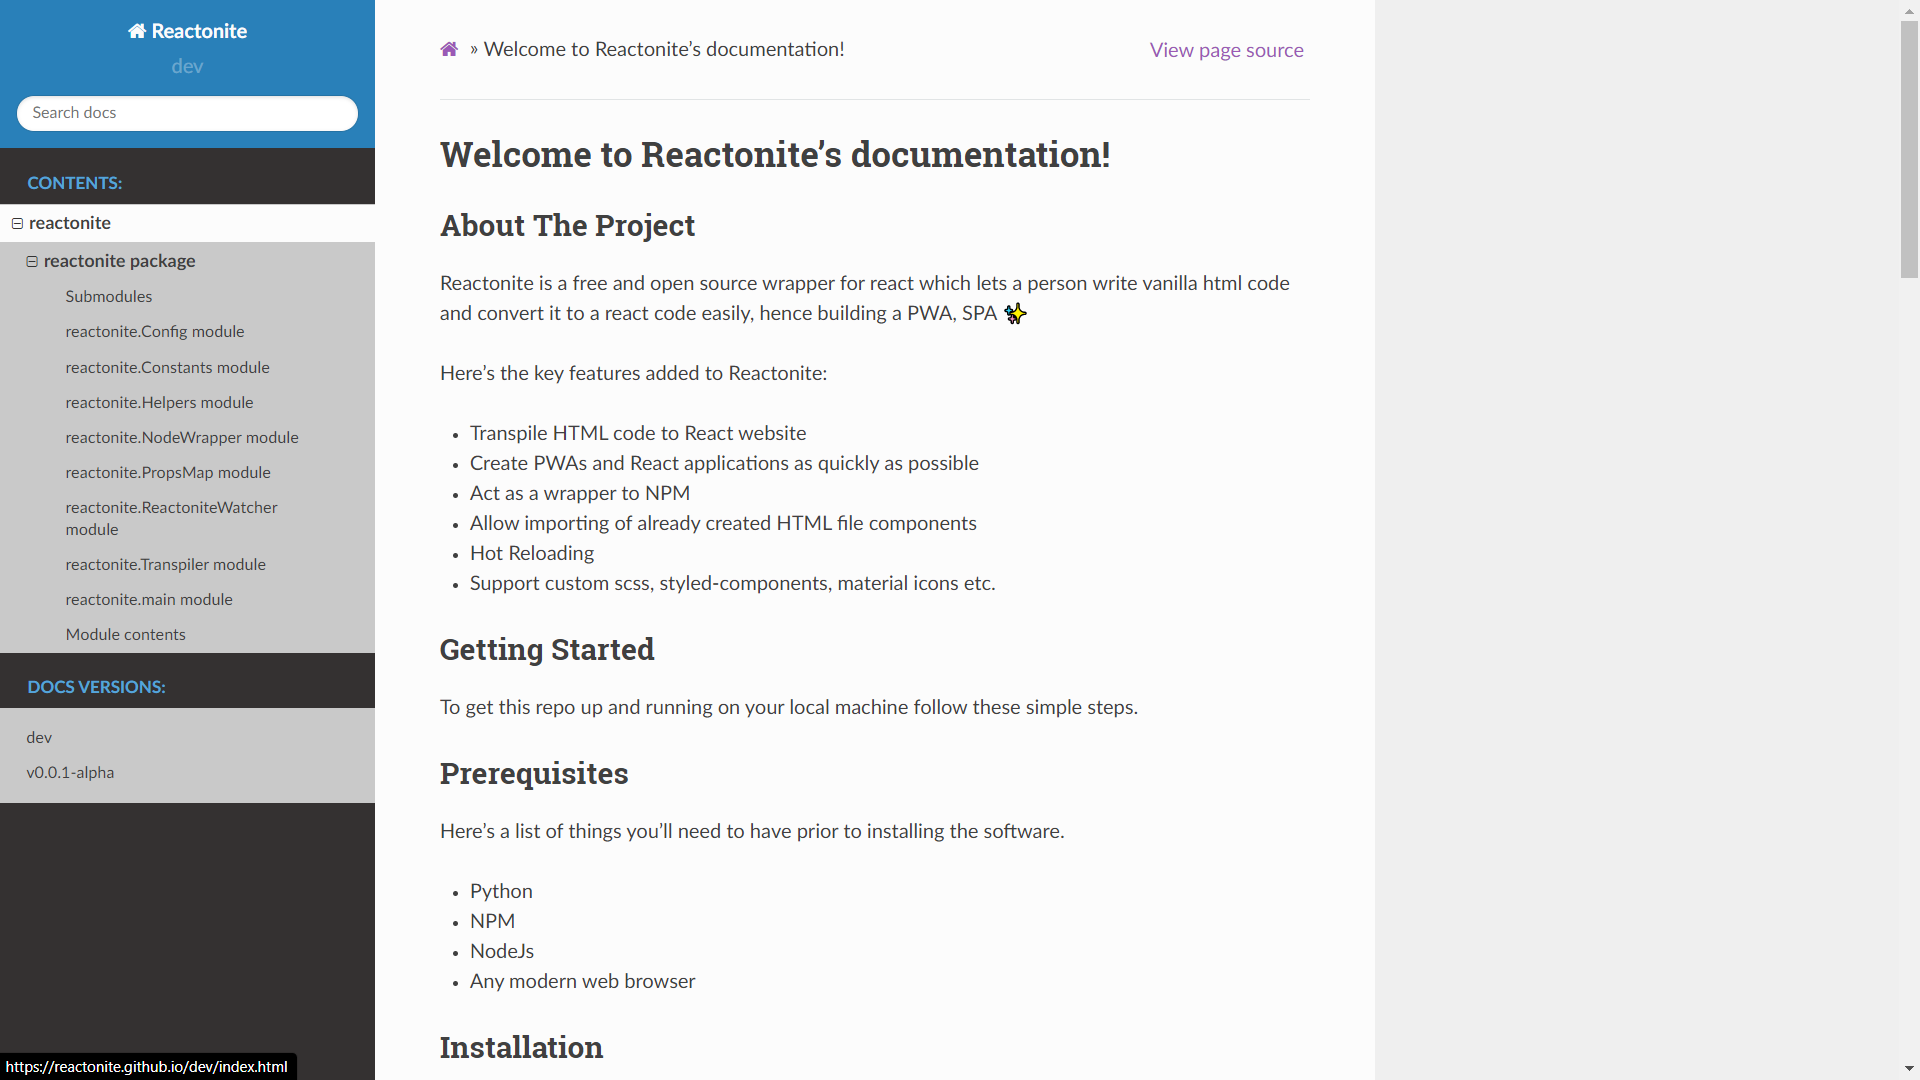 Reactonite
dev
Search docs
CONTENTS:
reactonite
reactonite package
Submodules
reactonite.Config module
reactonite.Constants module
reactonite.Helpers module
reactonite.NodeWrapper module
reactonite.PropsMap module
reactonite.ReactoniteWatcher
module
reactonite.Transpiler module
reactonite.main module
Module contents
DOCS VERSIONS:
dev
v0.0.1-alpha
https://reactonite.github.io/dev/index.html
» Welcome to Reactonite’s documentation!
View page source
Welcome to Reactonite’s documentation!
About The Project
Reactonite is a free and open source wrapper for react which lets a person write vanilla html code
and convert it to a react code easily, hence building a PWA, SPA ✨
Here’s the key features added to Reactonite:
• Transpile HTML code to React website
• Create PWAs and React applications as quickly as possible
• Act as a wrapper to NPM
• Allow importing of already created HTML file components
• Hot Reloading
• Support custom scss, styled-components, material icons etc.
Getting Started
To get this repo up and running on your local machine follow these simple steps.
Prerequisites
Here’s a list of things you’ll need to have prior to installing the software.
• Python
• NPM
• NodeJs
• Any modern web browser
Installation